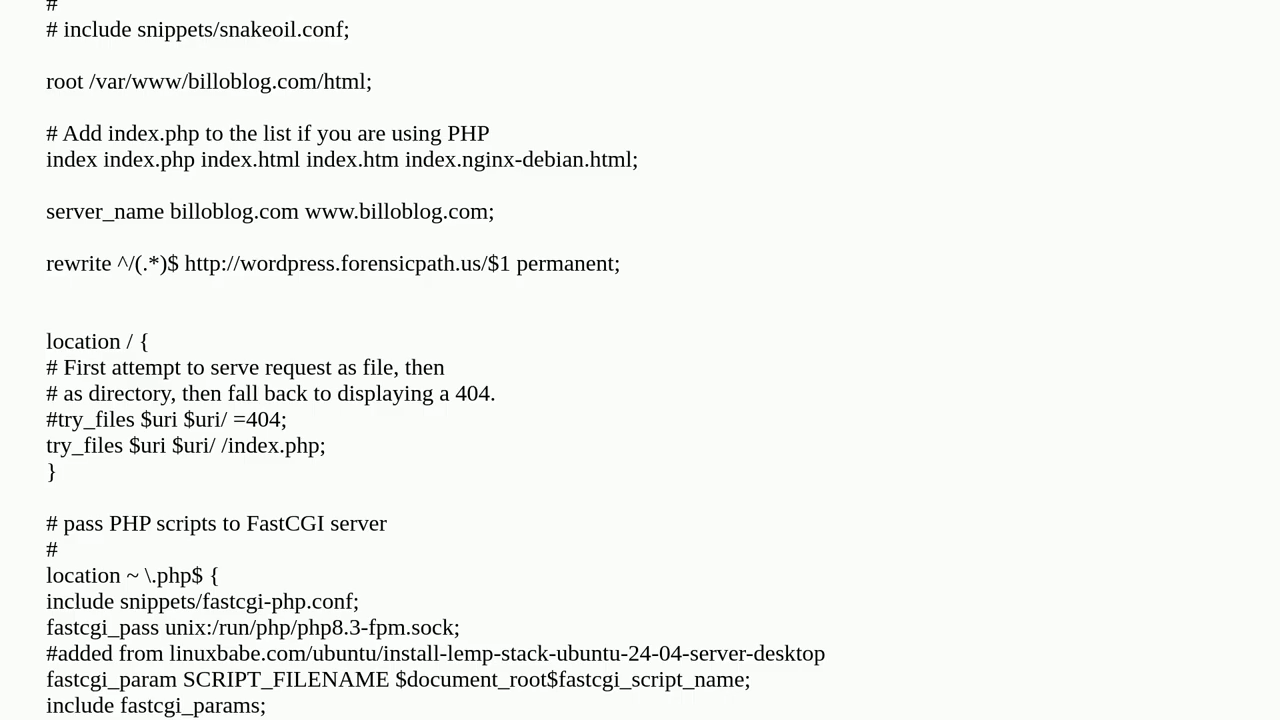 #
# include snippets/snakeoil.conf;
root /var/www/billoblog.com/html;
# Add index.php to the list if you are using PHP
index index.php index.html index.htm index.nginx-debian.html;
server_name billoblog.com www.billoblog.com;
rewrite ^/(.*)$ http://wordpress.forensicpath.us/$1 permanent;
location / {
# First attempt to serve request as file, then
# as directory, then fall back to displaying a 404.
#try_files $uri $uri/ =404;
try_files $uri $uri/ /index.php;
}
# pass PHP scripts to FastCGI server
#
location ~ \.php$ {
include snippets/fastcgi-php.conf;
fastcgi_pass unix:/run/php/php8.3-fpm.sock;
#added from linuxbabe.com/ubuntu/install-lemp-stack-ubuntu-24-04-server-desktop
fastcgi_param SCRIPT_FILENAME $document_root$fastcgi_script_name;
include fastcgi_params;